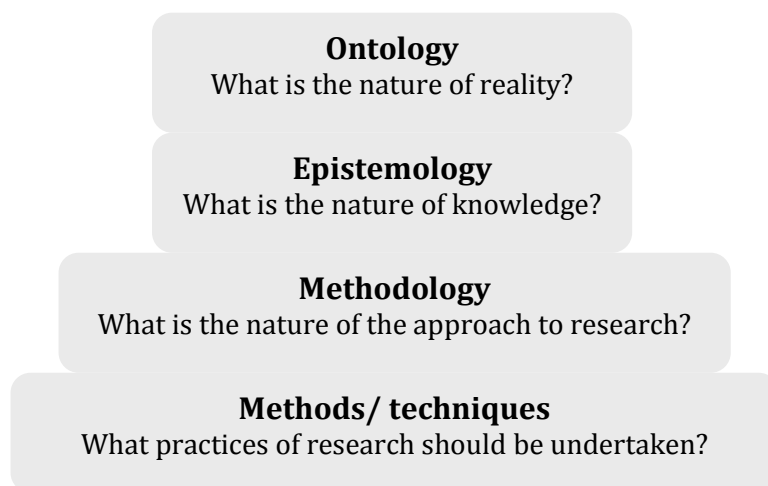 Ontology
What is the nature of reality?
Epistemology
What is the nature of knowledge?
Methodology
What is the nature of the approach to research?
Methods/ techniques
What practices of research should be undertaken?